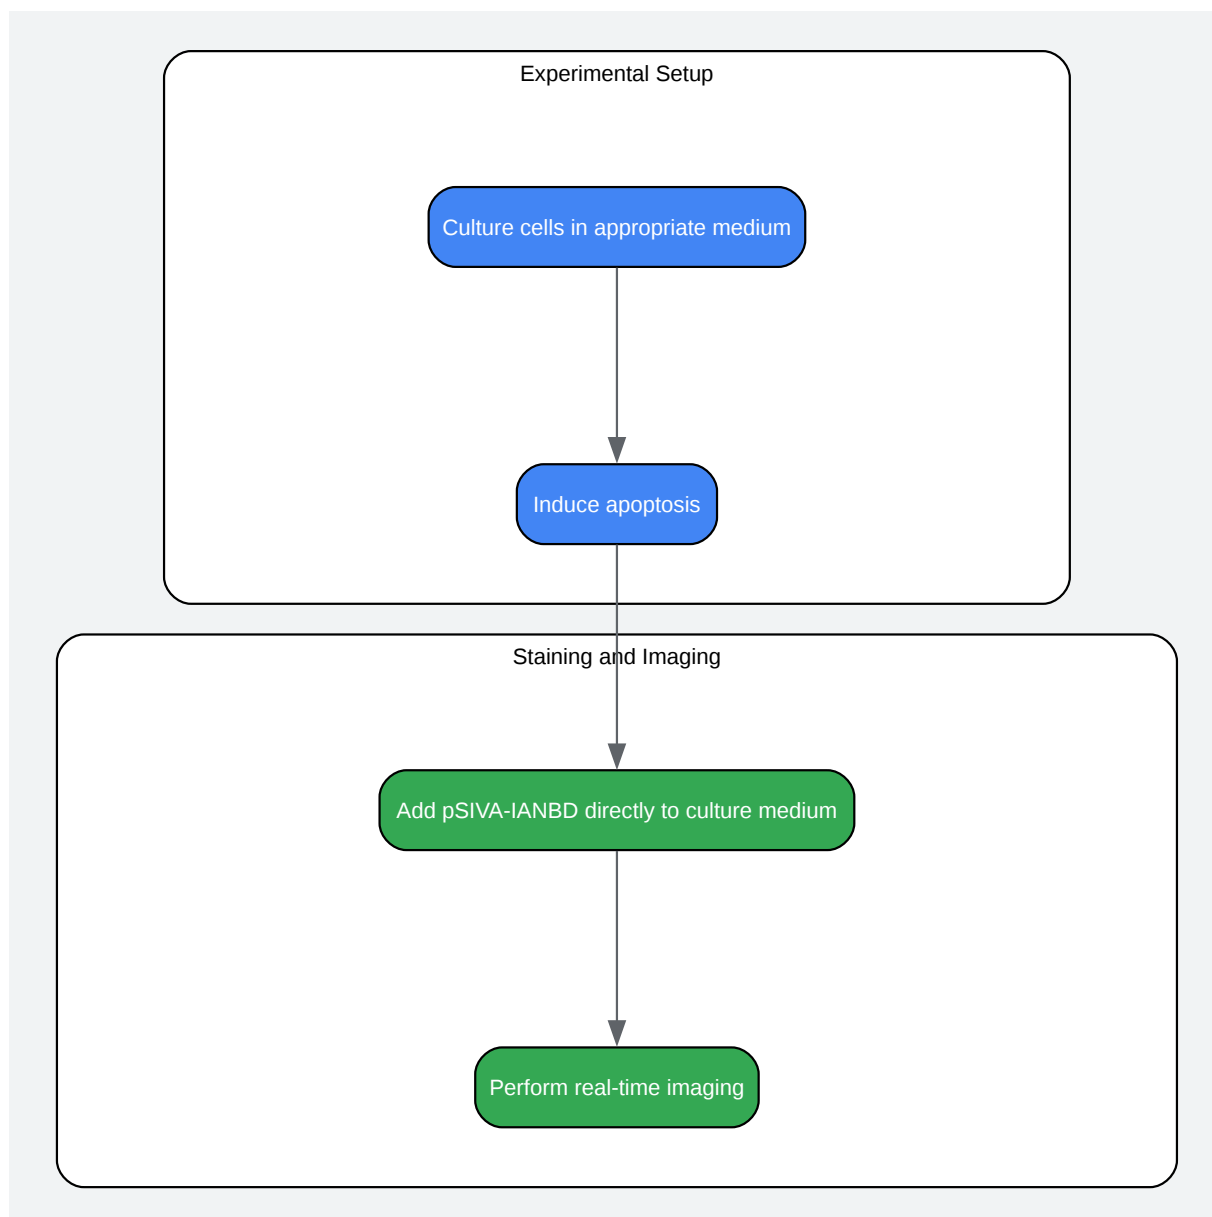 Experimental Setup
Culture cells in appropriate medium
Induce apoptosis
Staining and Imaging
Add pSIVA-IANBD directly to culture medium
Perform real-time imaging